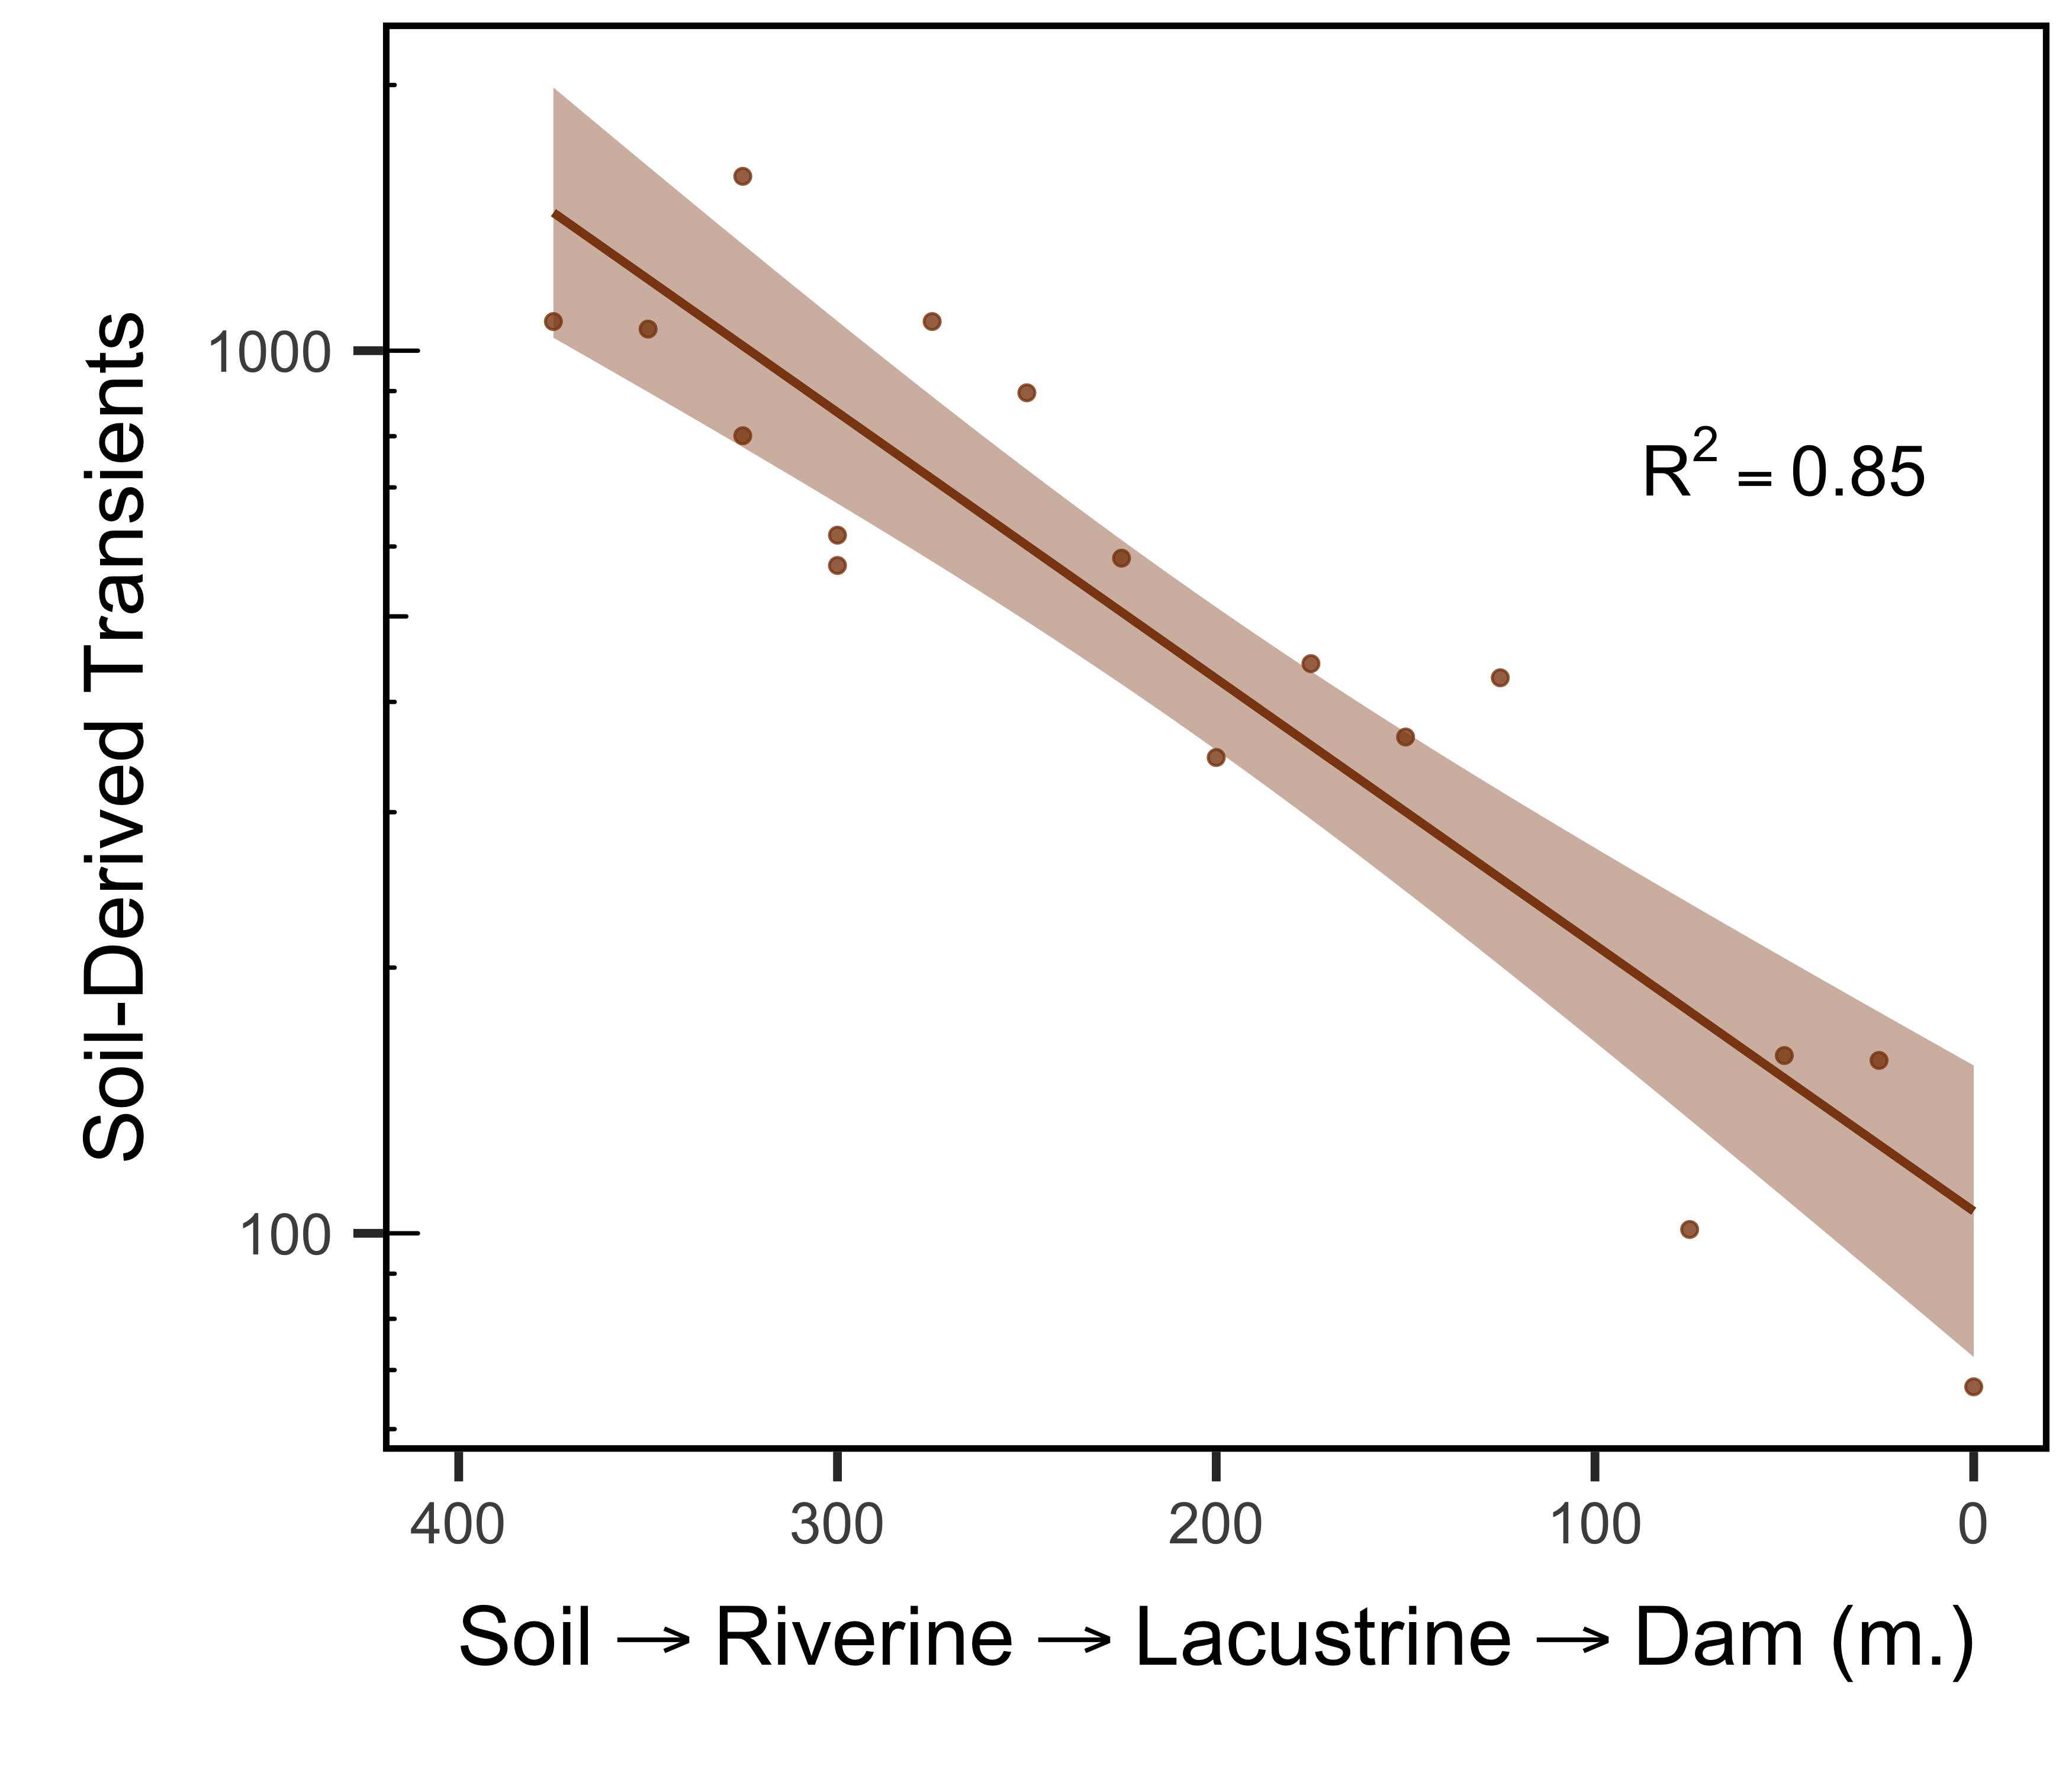 Soil-Derived Transients
1000
100
R² = 0.85
400 300 200 100 0
Soil → Riverine → Lacustrine → Dam (m.)